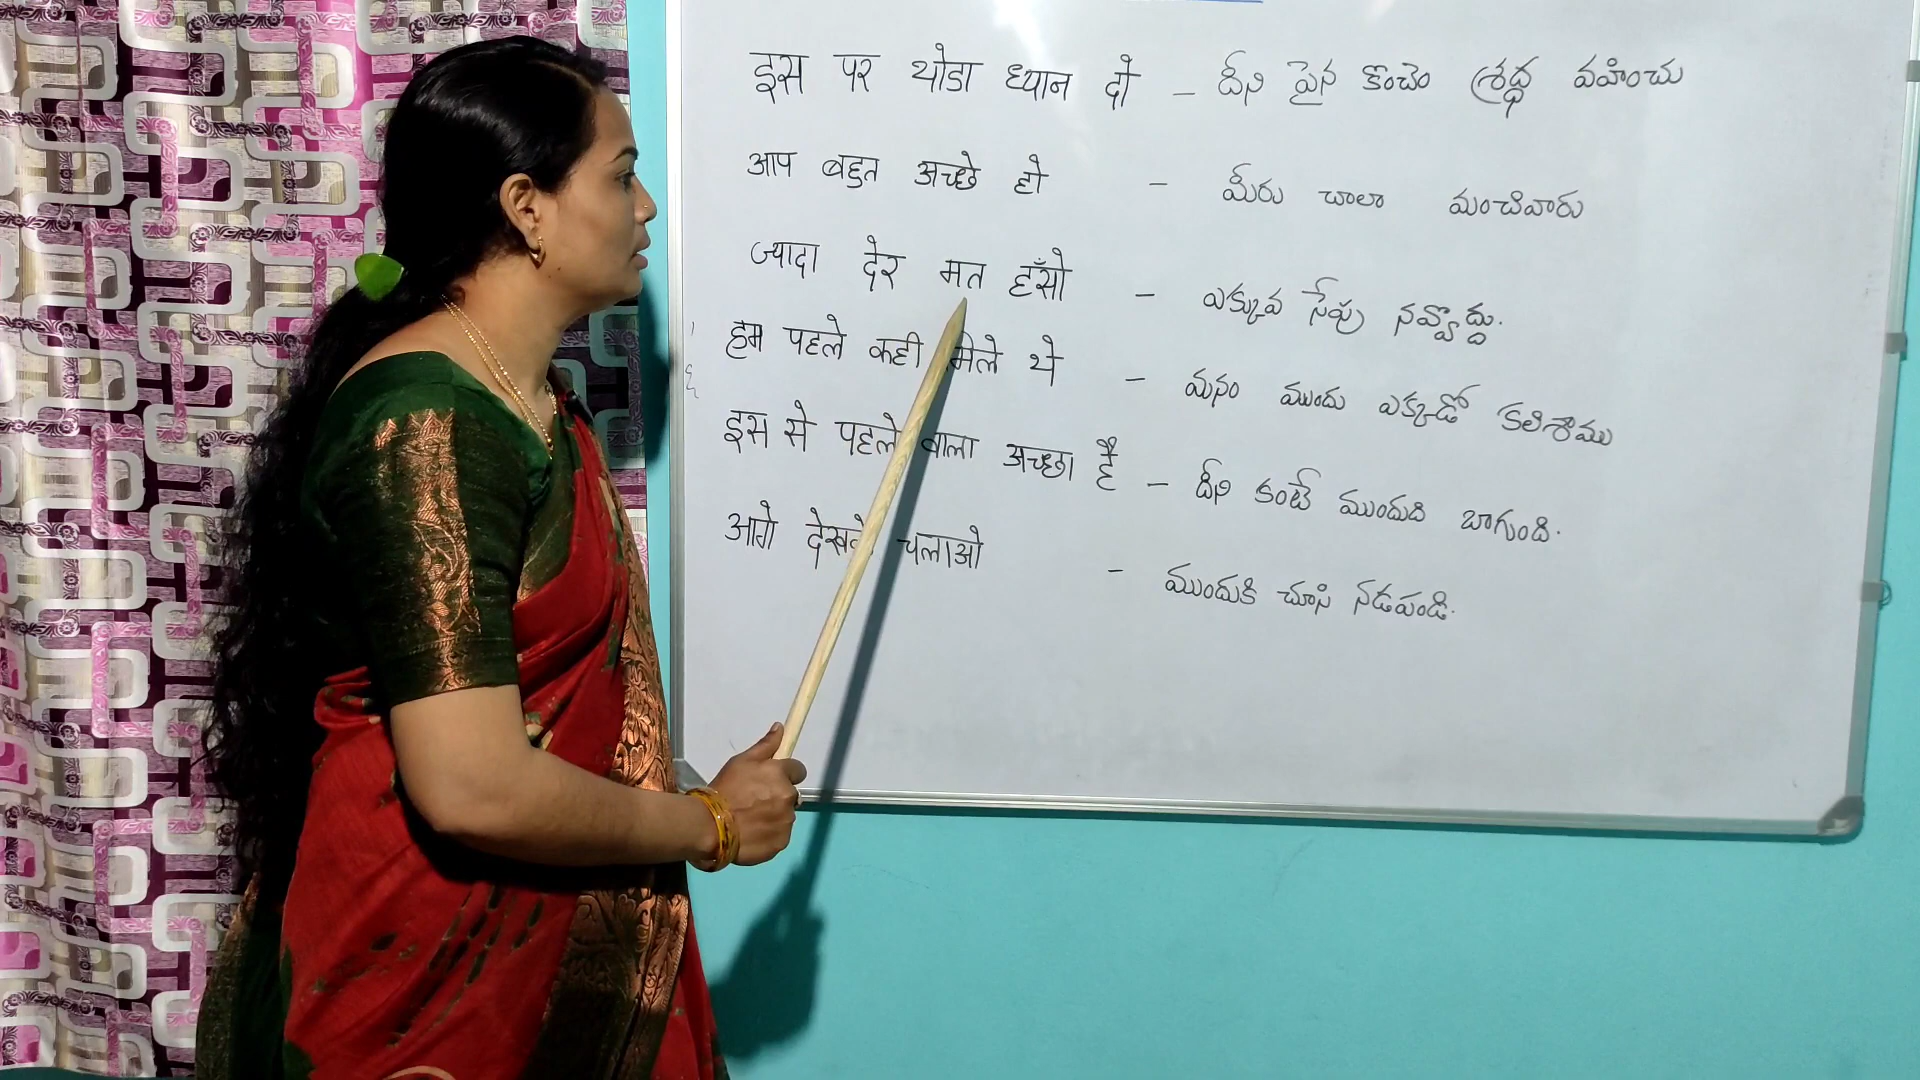 इस पर थोडा ध्यान दो - దీని పైన కొంచెం శ్రద్ధ వహించు
आप बहुत अच्छे हो - మీరు చాలా మంచివారు
ज्यादा देर मत हँसो - ఎక్కువ సేపు నవ్వొద్దు.
हम पहले कही मिले थे - మనం ముందు ఎక్కడో కలిశాము
इस से पहले वाला अच्छा है - దీని కంటే ముందుది బాగుంది.
आगे देखके चलाओ - ముందుకి చూసి నడపండి.